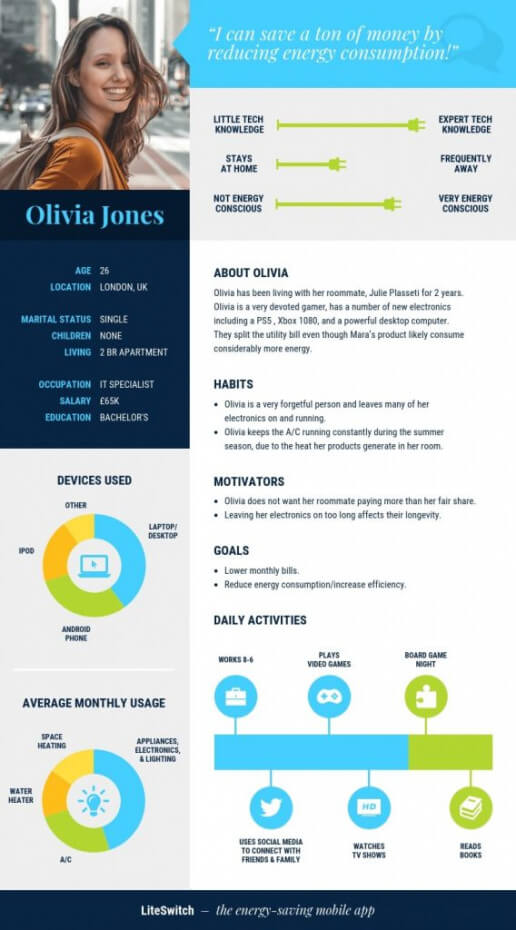 “I can save a ton of money by
reducing energy consumption!”
LITTLE TECH
KNOWLEDGE
EXPERT TECH
KNOWLEDGE
STAYS
AT HOME
FREQUENTLY
AWAY
NOT ENERGY
CONSCIOUS
VERY ENERGY
CONSCIOUS
Olivia Jones
AGE 26
LOCATION LONDON, UK
MARITAL STATUS SINGLE
CHILDREN NONE
LIVING 2 BR APARTMENT
OCCUPATION IT SPECIALIST
SALARY £65K
EDUCATION BACHELOR'S
ABOUT OLIVIA
Olivia has been living with her roommate, Julie Plasseti for 2 years.
Olivia is a very devoted gamer, has a number of new electronics
including a PS5 , Xbox 1080, and a powerful desktop computer.
They split the utility bill even though Mara's product likely consume
considerably more energy.
HABITS
• Olivia is a very forgetful person and leaves many of her
electronics on and running.
• Olivia keeps the A/C running constantly during the summer
season, due to the heat her products generate in her room.
MOTIVATORS
• Olivia does not want her roommate paying more than her fair share.
• Leaving her electronics on too long affects their longevity.
GOALS
• Lower monthly bills.
• Reduce energy consumption/increase efficiency.
DEVICES USED
OTHER
LAPTOP/
DESKTOP
IPOD
ANDROID
PHONE
AVERAGE MONTHLY USAGE
SPACE
HEATING
APPLIANCES,
ELECTRONICS,
& LIGHTING
WATER
HEATER
A/C
DAILY ACTIVITIES
WORKS 8-6
PLAYS
VIDEO GAMES
BOARD GAME
NIGHT
HD
USES SOCIAL MEDIA
TO CONNECT WITH
FRIENDS & FAMILY
WATCHES
TV SHOWS
READS
BOOKS
LiteSwitch – the energy-saving mobile app